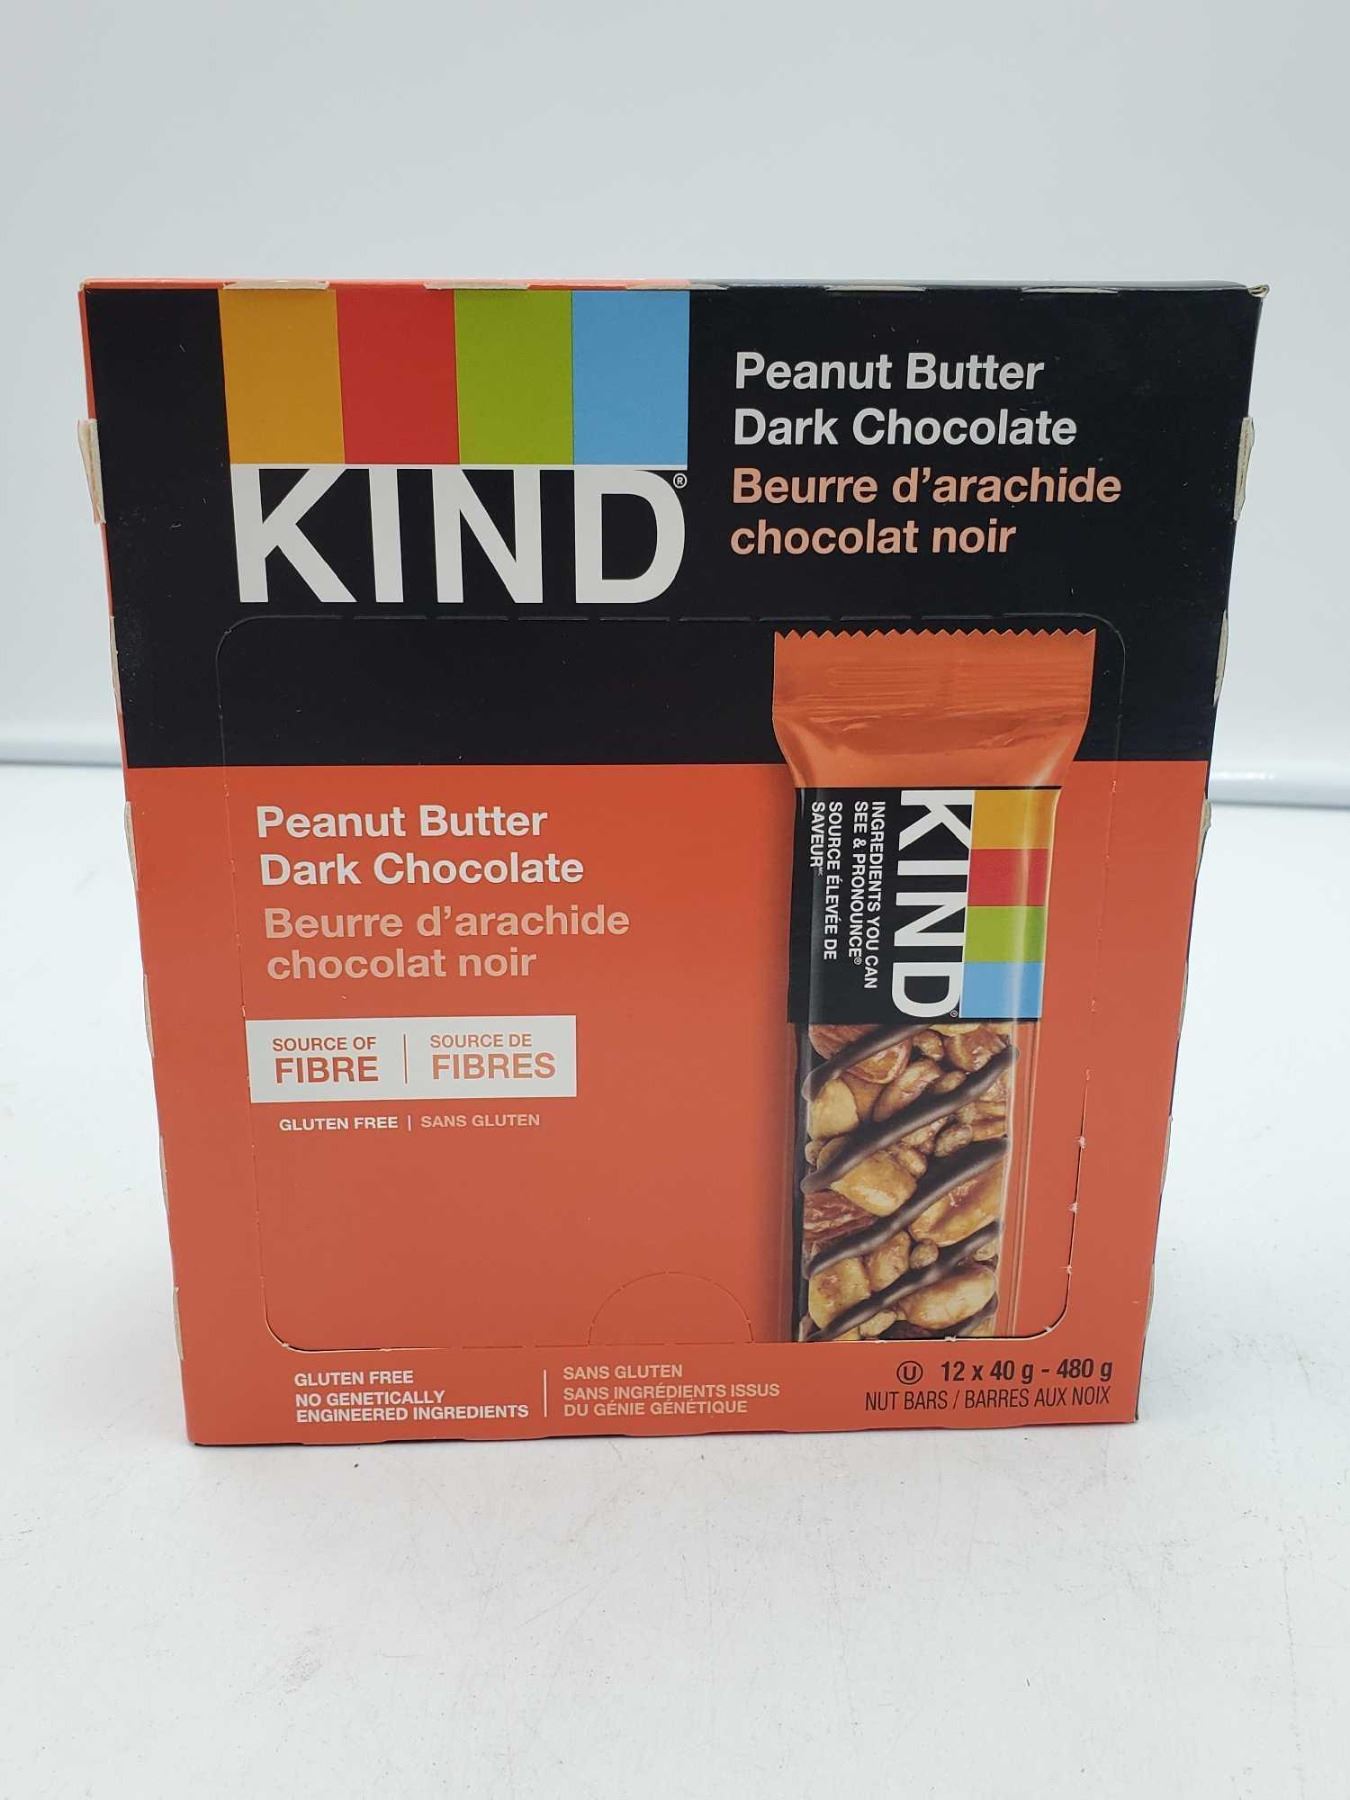 KIND®
Peanut Butter
Dark Chocolate
Beurre d'arachide
chocolat noir
Peanut Butter
Dark Chocolate
Beurre d'arachide
chocolat noir
SOURCE OF
FIBRE
SOURCE DE
FIBRES
GLUTEN FREE | SANS GLUTEN
KIND®
INGREDIENTS YOU CAN
SEE & PRONOUNCE®
SOURCE ÉLEVÉE DE
SAVEUR MC
GLUTEN FREE
NO GENETICALLY
ENGINEERED INGREDIENTS
SANS GLUTEN
SANS INGRÉDIENTS ISSUS
DU GÉNIE GÉNÉTIQUE
U 12 x 40 g - 480 g
NUT BARS / BARRES AUX NOIX